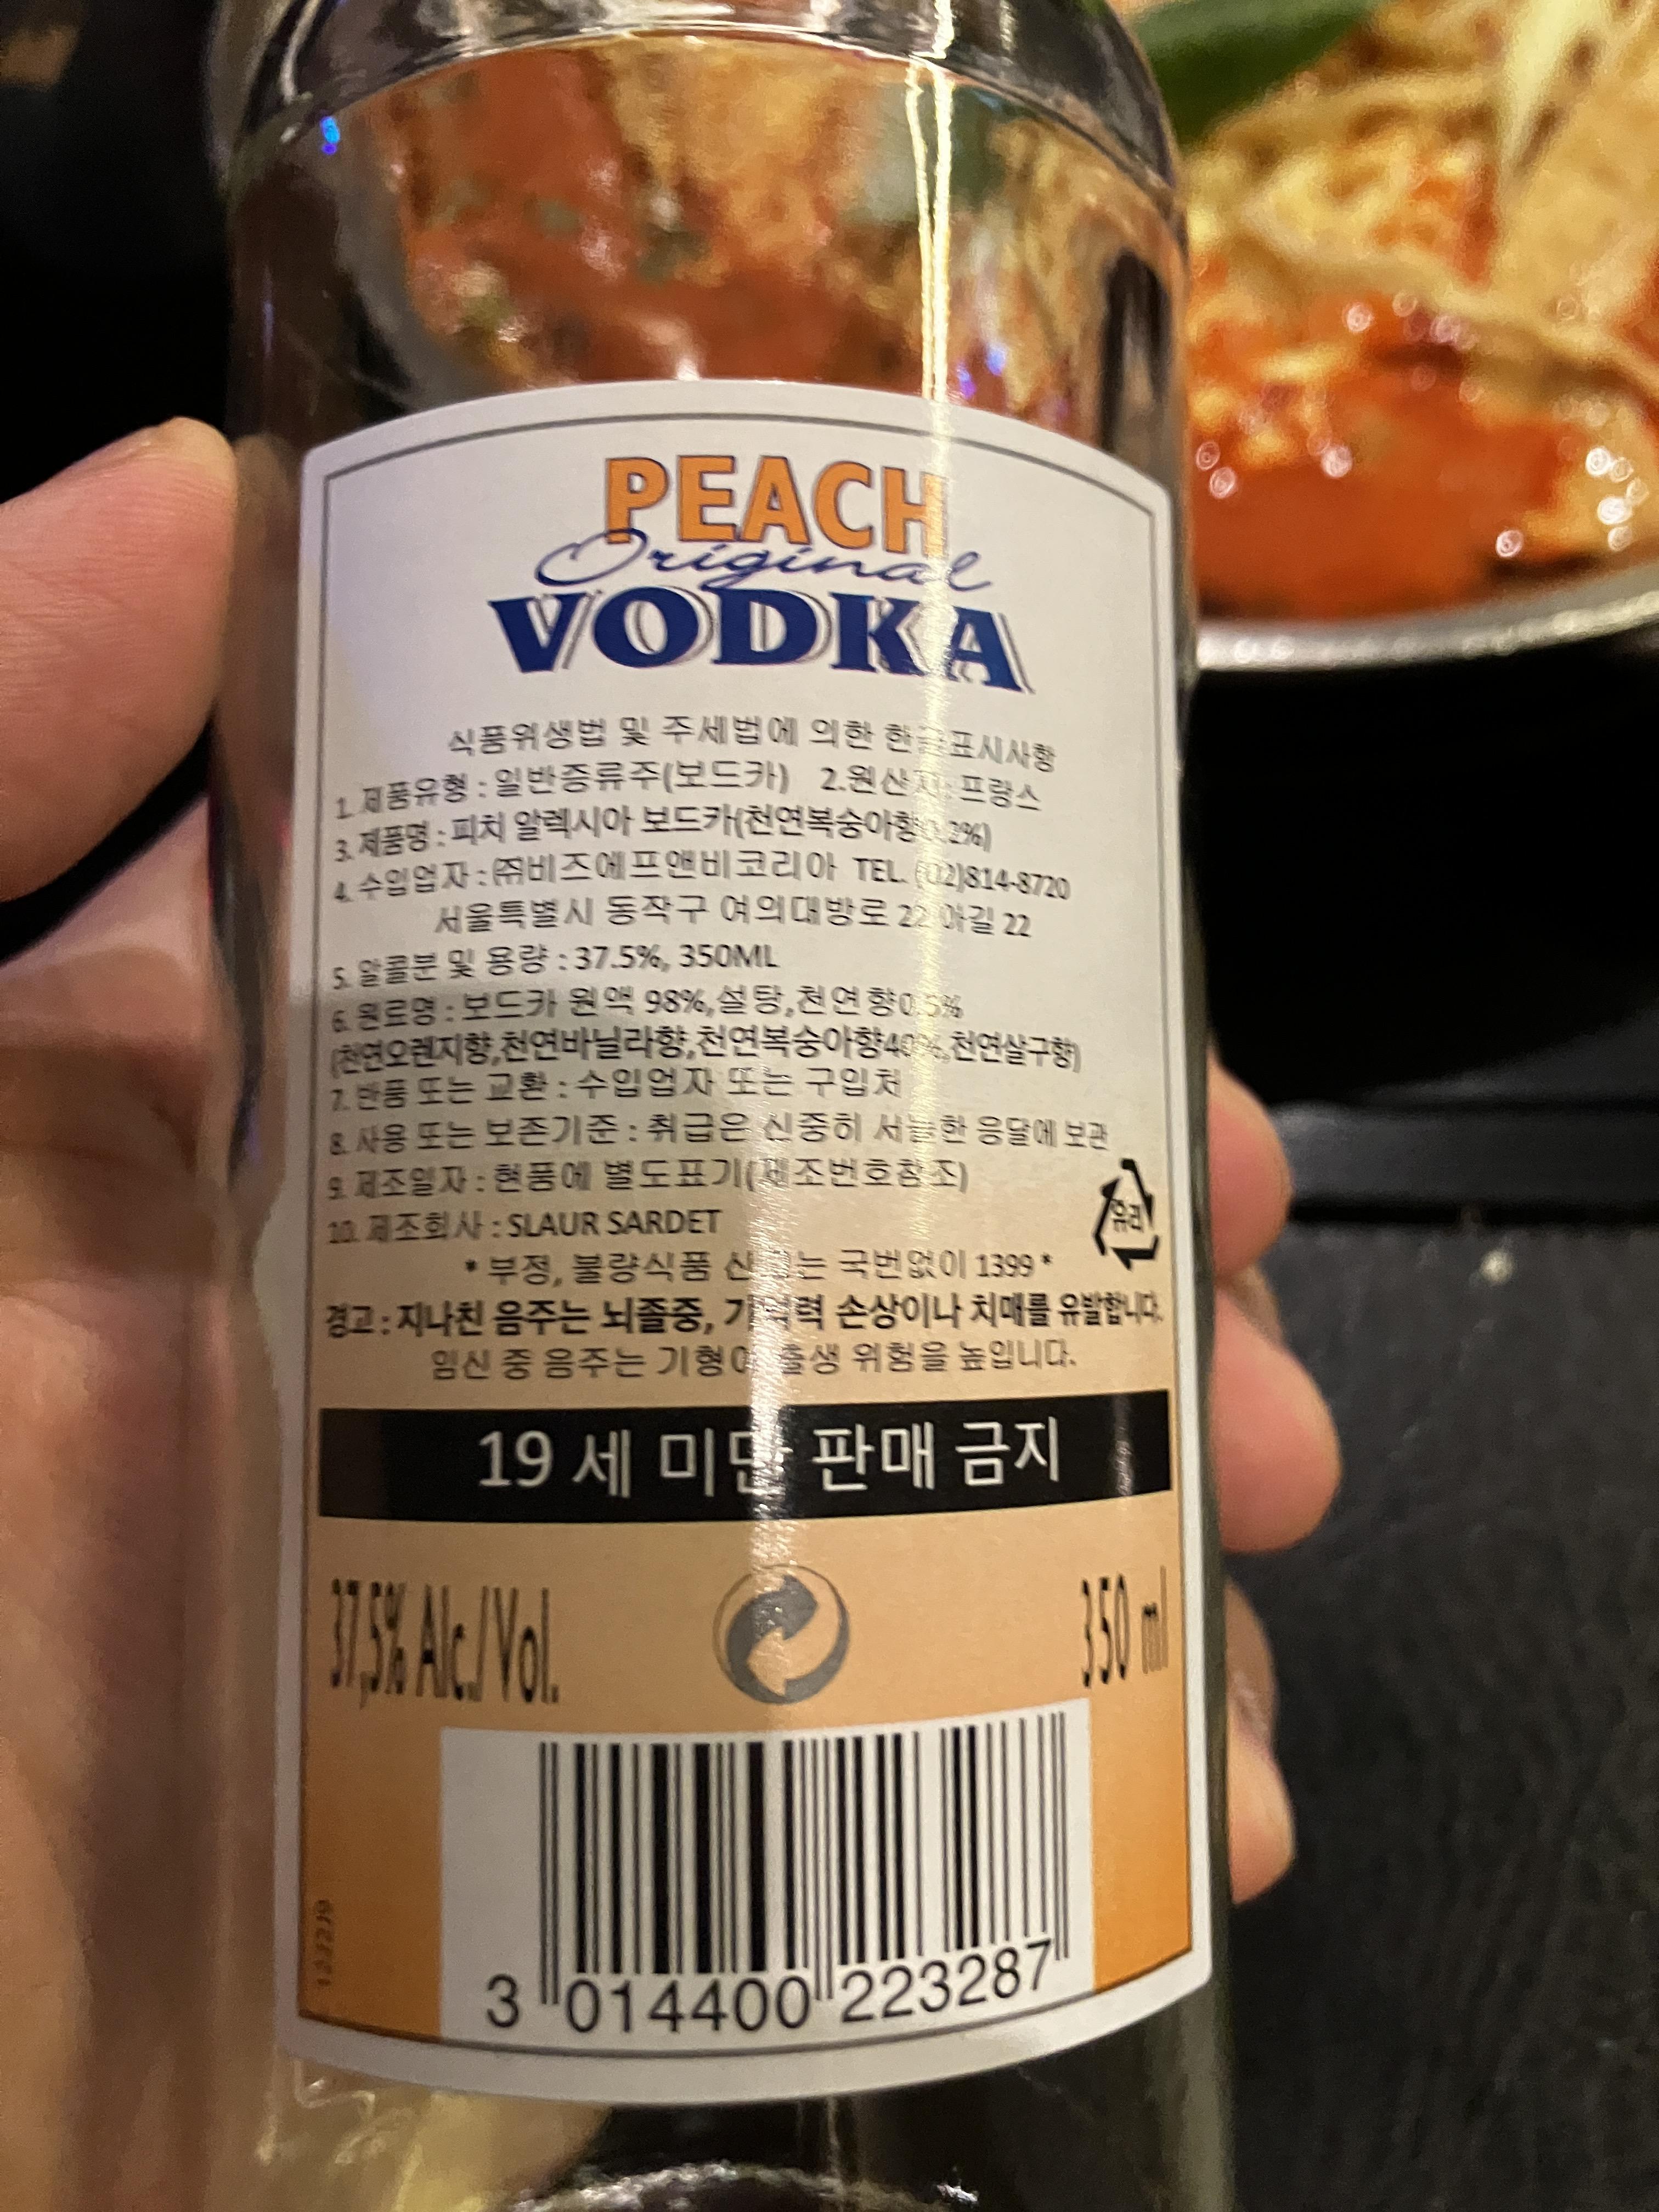 PEACH
Original
VODKA
식품위생법 및 주세법에 의한 한글표시사항
1. 제품유형 : 일반증류주(보드카) 2.원산지: 프랑스
3. 제품명 : 피치 알렉시아 보드카(천연복숭아향0.2%)
4. 수입업자 : ㈜비즈에프앤비코리아 TEL. (02)814-8720
서울특별시 동작구 여의대방로 22 아길 22
5. 알콜분 및 용량 : 37.5%, 350ML
6. 원료명 : 보드카 원액 98%,설탕,천연향
(천연오렌지향,천연바닐라향,천연복숭아향40%,천연살구향)
7. 반품 또는 교환 : 수입업자 또는 구입처
8. 사용 또는 보존기준 : 취급은 신중히 서늘한 응달에 보관
9. 제조일자 : 현품에 별도표기(제조번호참조)
10. 제조회사 : SLAUR SARDET
유리
* 부정, 불량식품 신고는 국번없이 1399 *
경고 : 지나친 음주는 뇌졸중, 기억력 손상이나 치매를 유발합니다.
임신 중 음주는 기형아 출생 위험을 높입니다.
19 세 미만 판매 금지
37,5% Alc./Vol.
350 ml
3 014400 223287